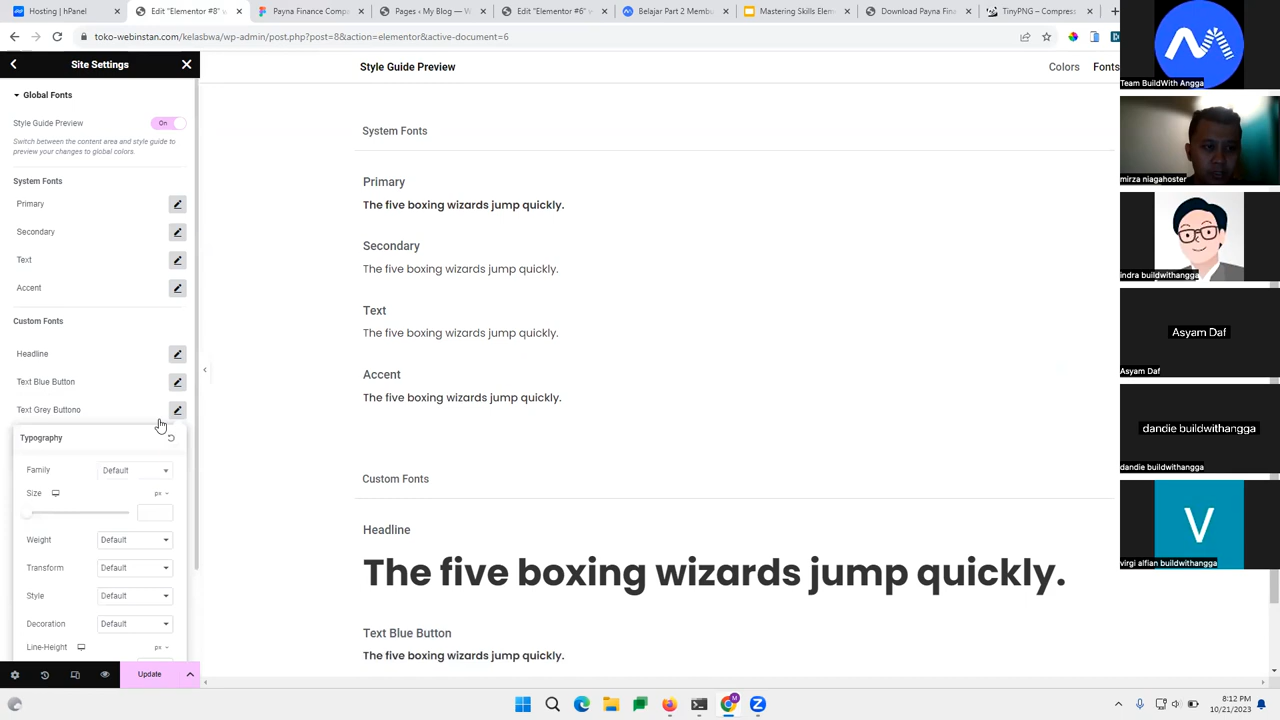 Hosting | hPanel
Edit "Elementor #8"
Payna Finance Comp
Pages ‹ My Blog —
Edit "Elementor #6"
Belajar Part 2 Memb
Mastering Skills Elem
Download Payna Fin
TinyPNG – Compress
toko-webinstan.com/kelasbwa/wp-admin/post.php?post=8&action=elementor&active-document=6
Site Settings
Style Guide Preview
Colors
Fonts
Global Fonts
Style Guide Preview
On
Switch between the content area and style guide to
preview your changes to global colors.
System Fonts
Primary
Secondary
Text
Accent
Custom Fonts
Headline
Text Blue Button
Text Grey Buttono
Typography
Family
Default
Size
px
Weight
Default
Transform
Default
Style
Default
Decoration
Default
Line-Height
px
Update
System Fonts
Primary
The five boxing wizards jump quickly.
Secondary
The five boxing wizards jump quickly.
Text
The five boxing wizards jump quickly.
Accent
The five boxing wizards jump quickly.
Custom Fonts
Headline
The five boxing wizards jump quickly.
Text Blue Button
The five boxing wizards jump quickly.
Team BuildWith Angga
mirza niagahoster
indra buildwithangga
Asyam Daf
Asyam Daf
dandie buildwithangga
dandie buildwithangga
V
virgi alfian buildwithangga
M
8:12 PM
10/21/2023